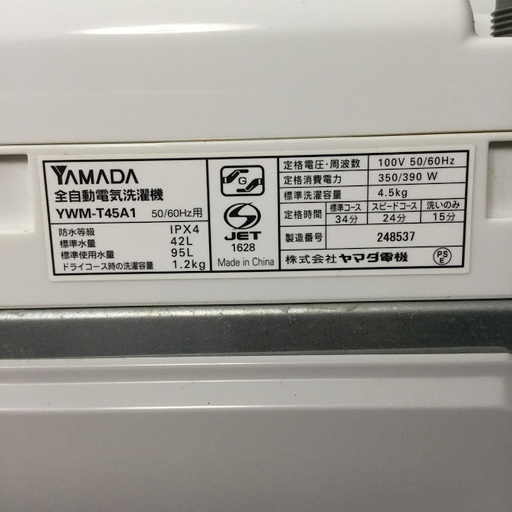 YAMADA
全自動電気洗濯機
YWM-T45A1 50/60Hz用
防水等級 IPX4
標準水量 42L
標準使用水量 95L
ドライコース時の洗濯容量 1.2kg
G
S
JET
1628
Made in China
定格電圧・周波数 100V 50/60Hz
定格消費電力 350/390 W
標準洗濯容量 4.5kg
定格時間 標準コース スピードコース 洗いのみ
34分 24分 15分
製造番号 248537
株式会社 ヤマダ電機
PS
E